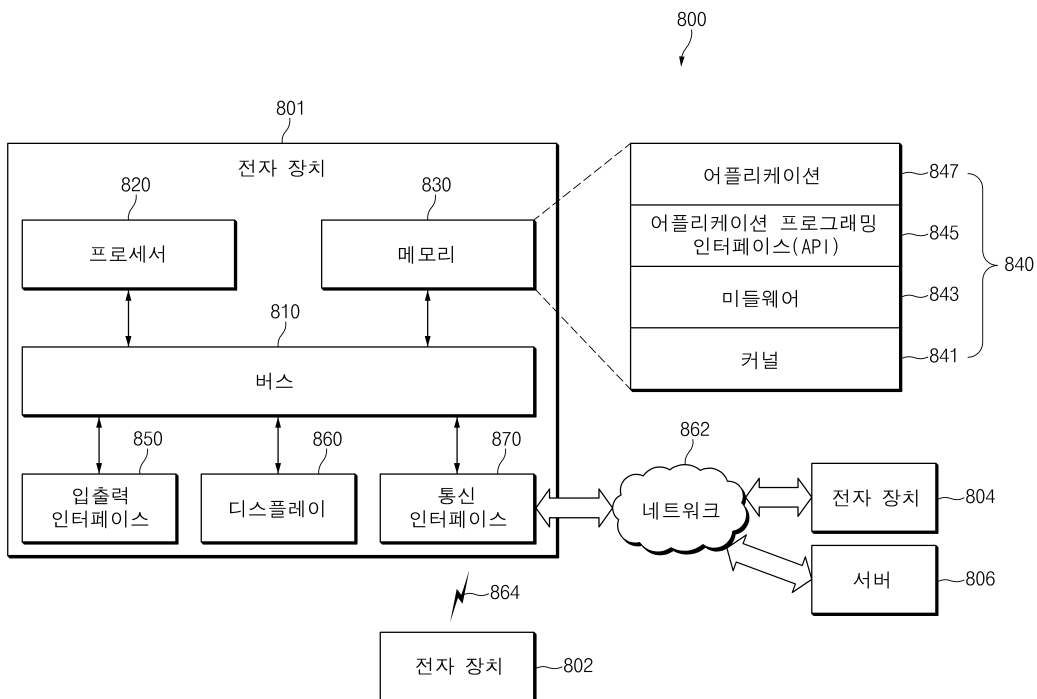 800
801
전자 장치
820
830
프로세서
메모리
810
버스
850
860
870
입출력
인터페이스
디스플레이
통신
인터페이스
어플리케이션
847
어플리케이션 프로그래밍
인터페이스(API)
845
840
미들웨어
843
커널
841
862
네트워크
전자 장치
804
서버
806
864
전자 장치
802